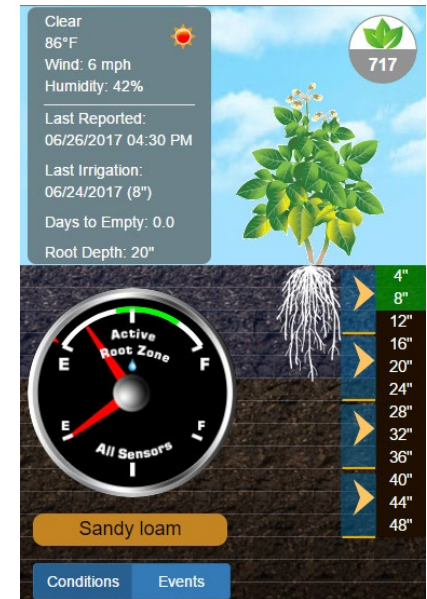 Clear
86°F
Wind: 6 mph
Humidity: 42%
Last Reported:
06/26/2017 04:30 PM
Last Irrigation:
06/24/2017 (8")
Days to Empty: 0.0
Root Depth: 20"
717
4"
8"
12"
16"
20"
24"
28"
32"
36"
40"
44"
48"
Active
Root Zone
E
F
E
F
All Sensors
Sandy loam
Conditions
Events